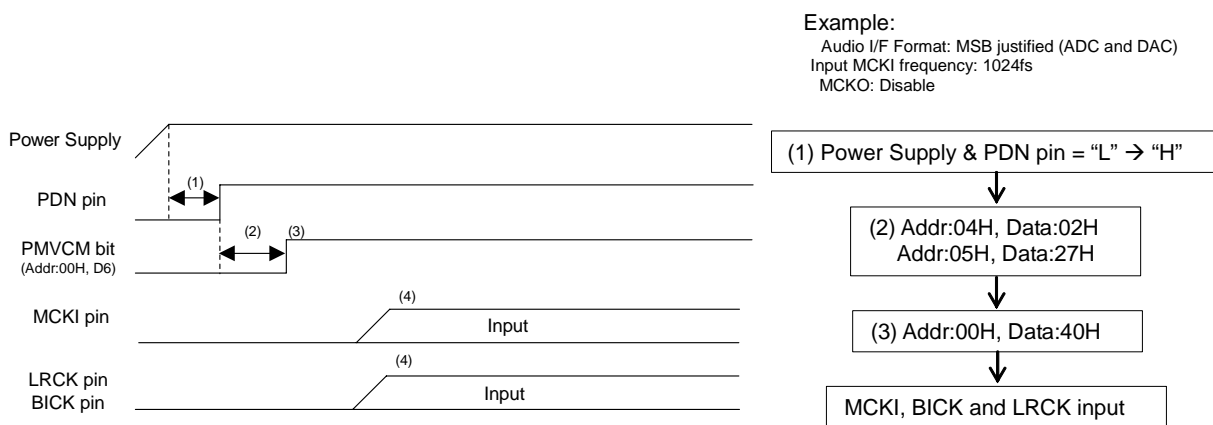 Example:
Audio I/F Format: MSB justified (ADC and DAC)
Input MCKI frequency: 1024fs
MCKO: Disable
Power Supply
(1)
PDN pin
(2)
(3)
PMVCM bit
(Addr:00H, D6)
(4)
MCKI pin
Input
(4)
LRCK pin
BICK pin
Input
(1) Power Supply & PDN pin = “L” → “H”
(2) Addr:04H, Data:02H
Addr:05H, Data:27H
(3) Addr:00H, Data:40H
MCKI, BICK and LRCK input